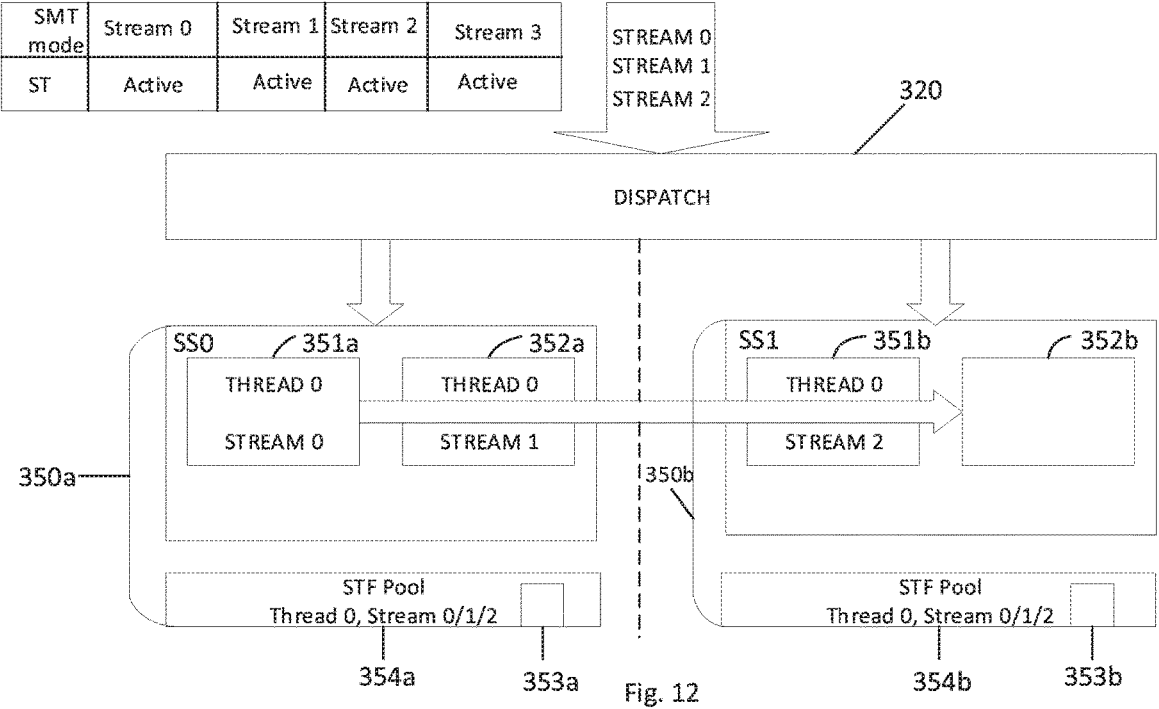 SMT mode Stream 0 Stream 1 Stream 2 Stream 3
ST Active Active Active Active
STREAM 0
STREAM 1
STREAM 2
320
DISPATCH
SS0 351a 352a
THREAD 0 THREAD 0
STREAM 0 STREAM 1
SS1 351b 352b
THREAD 0
STREAM 2
350a
350b
STF Pool
Thread 0, Stream 0/1/2
STF Pool
Thread 0, Stream 0/1/2
354a
353a
354b
353b
Fig. 12